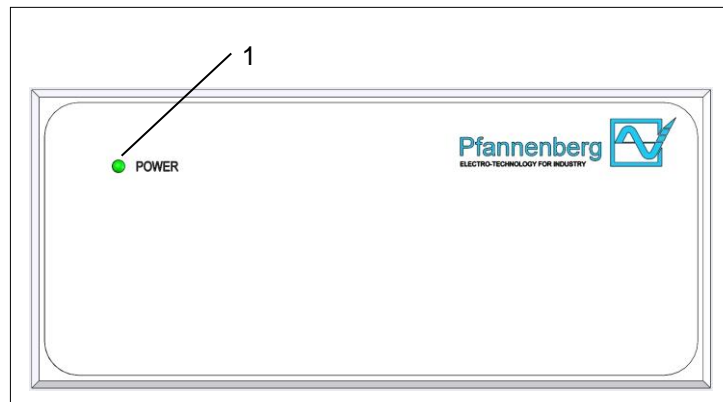 1
Pfannenberg
ELECTRO-TECHNOLOGY FOR INDUSTRY
POWER